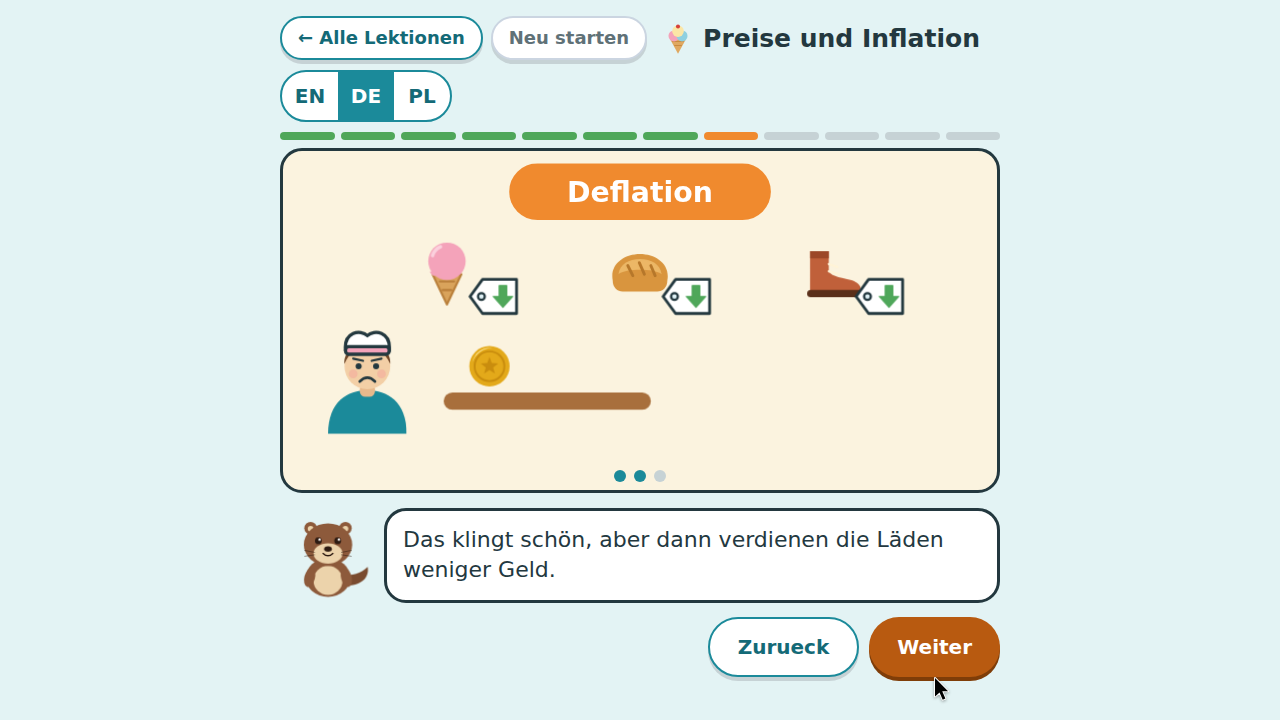 ← Alle Lektionen
Neu starten
Preise und Inflation
EN DE PL
Deflation
Das klingt schön, aber dann verdienen die Läden
weniger Geld.
Zurueck
Weiter